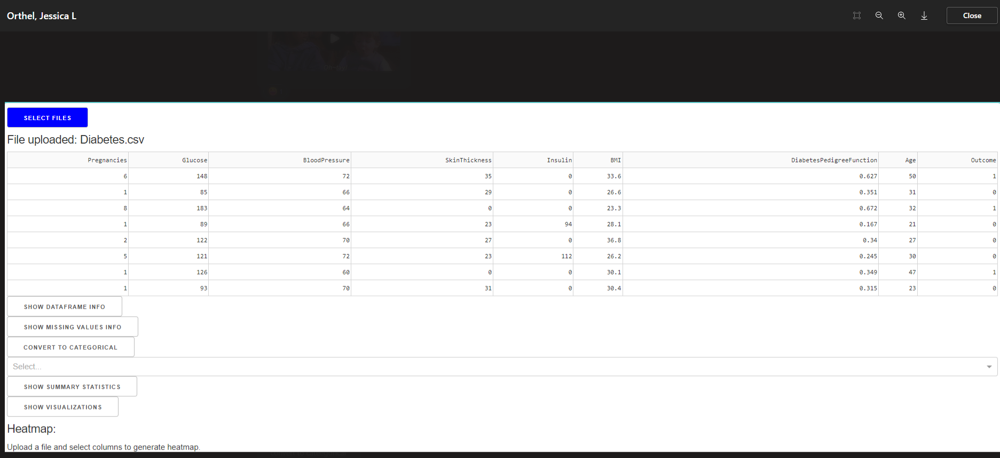 Orthel, Jessica L
Close
SELECT FILES
File uploaded: Diabetes.csv
Pregnancies Glucose BloodPressure SkinThickness Insulin BMI DiabetesPedigreeFunction Age Outcome
6 148 72 35 0 33.6 0.627 50 1
1 85 66 29 0 26.6 0.351 31 0
8 183 64 0 0 23.3 0.672 32 1
1 89 66 23 94 28.1 0.167 21 0
2 122 70 27 0 36.8 0.34 27 0
5 121 72 23 112 26.2 0.245 30 0
1 126 60 0 0 30.1 0.349 47 1
1 93 70 31 0 30.4 0.315 23 0
SHOW DATAFRAME INFO
SHOW MISSING VALUES INFO
CONVERT TO CATEGORICAL
Select...
SHOW SUMMARY STATISTICS
SHOW VISUALIZATIONS
Heatmap:
Upload a file and select columns to generate heatmap.